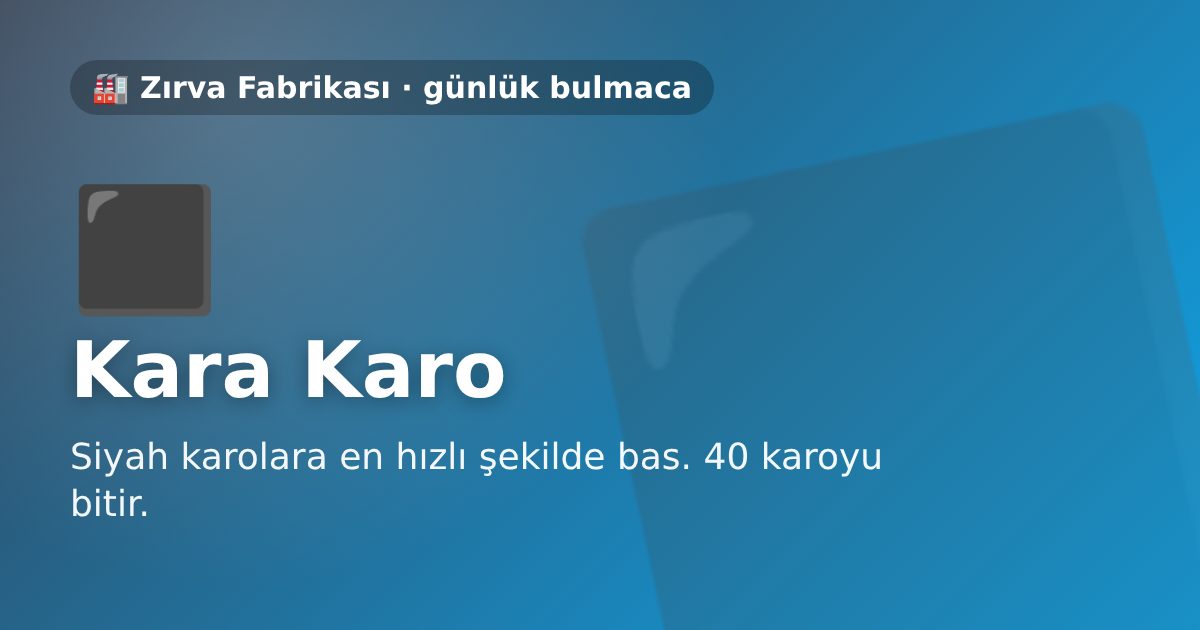 Zırva Fabrikası · günlük bulmaca
Kara Karo
Siyah karolara en hızlı şekilde bas. 40 karoyu
bitir.